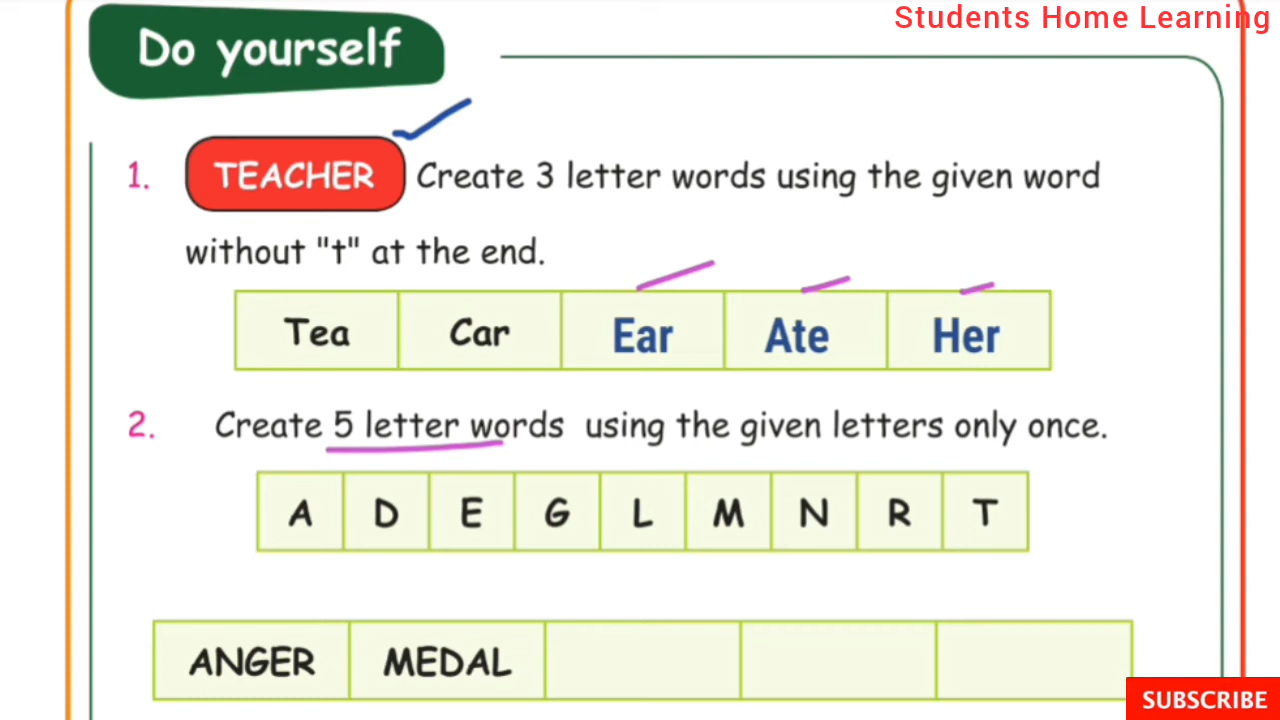 Students Home Learning
Do yourself
1. TEACHER Create 3 letter words using the given word
without "t" at the end.
Tea Car Ear Ate Her
2. Create 5 letter words using the given letters only once.
A D E G L M N R T
ANGER MEDAL
SUBSCRIBE